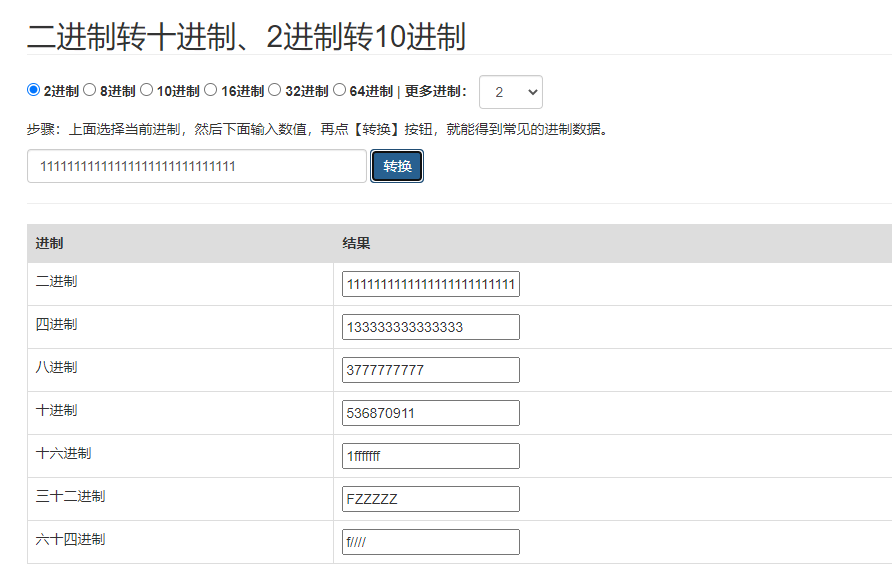 二进制转十进制、2进制转10进制
2进制 8进制 10进制 16进制 32进制 64进制 | 更多进制： 2
步骤：上面选择当前进制，然后下面输入数值，再点【转换】按钮，就能得到常见的进制数据。
11111111111111111111111111111 转换
进制 结果
二进制 1111111111111111111111111
四进制 133333333333333
八进制 3777777777
十进制 536870911
十六进制 1fffffff
三十二进制 FZZZZZ
六十四进制 f////